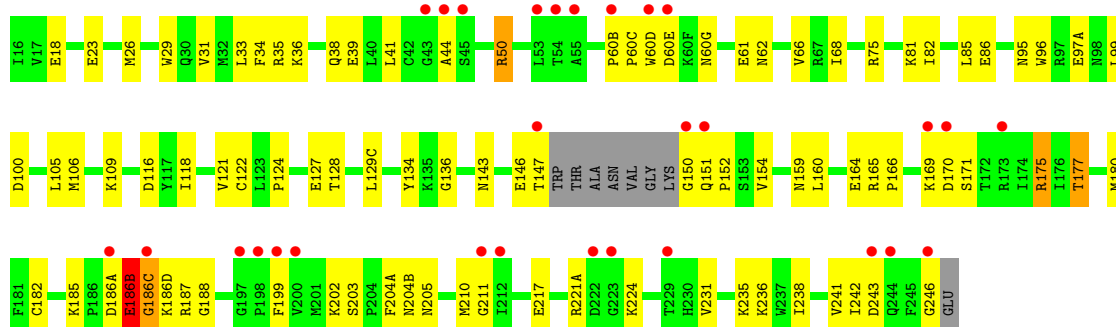 I16 V17 E18 E23 M26 W29 Q30 V31 M32 L33 F34 R35 K36 Q38 E39 L40 L41 C42 G43 A44 S45 R50 L53 T54 A55 P60B P60C W60D D60E K60F N60G E61 N62 V66 R67 I68 R75 K81 I82 L85 E86 N95 W96 R97 E97A N98 L99
D100 L105 M106 K109 D116 Y117 I118 V121 C122 L123 P124 E127 T128 L129C Y134 K135 G136 N143 E146 T147 TRP THR ALA ASN VAL GLY LYS G150 Q151 P152 S153 V154 N159 L160 E164 R165 P166 K169 D170 S171 T172 R173 I174 R175 I176 T177 M180
F181 C182 K185 P186 D186A E186B G186C K186D R187 G188 G197 P198 F199 V200 M201 K202 S203 P204 F204A N204B N205 M210 G211 I212 E217 R221A D222 G223 K224 T229 H230 V231 K235 K236 W237 I238 V241 I242 D243 Q244 F245 G246 GLU